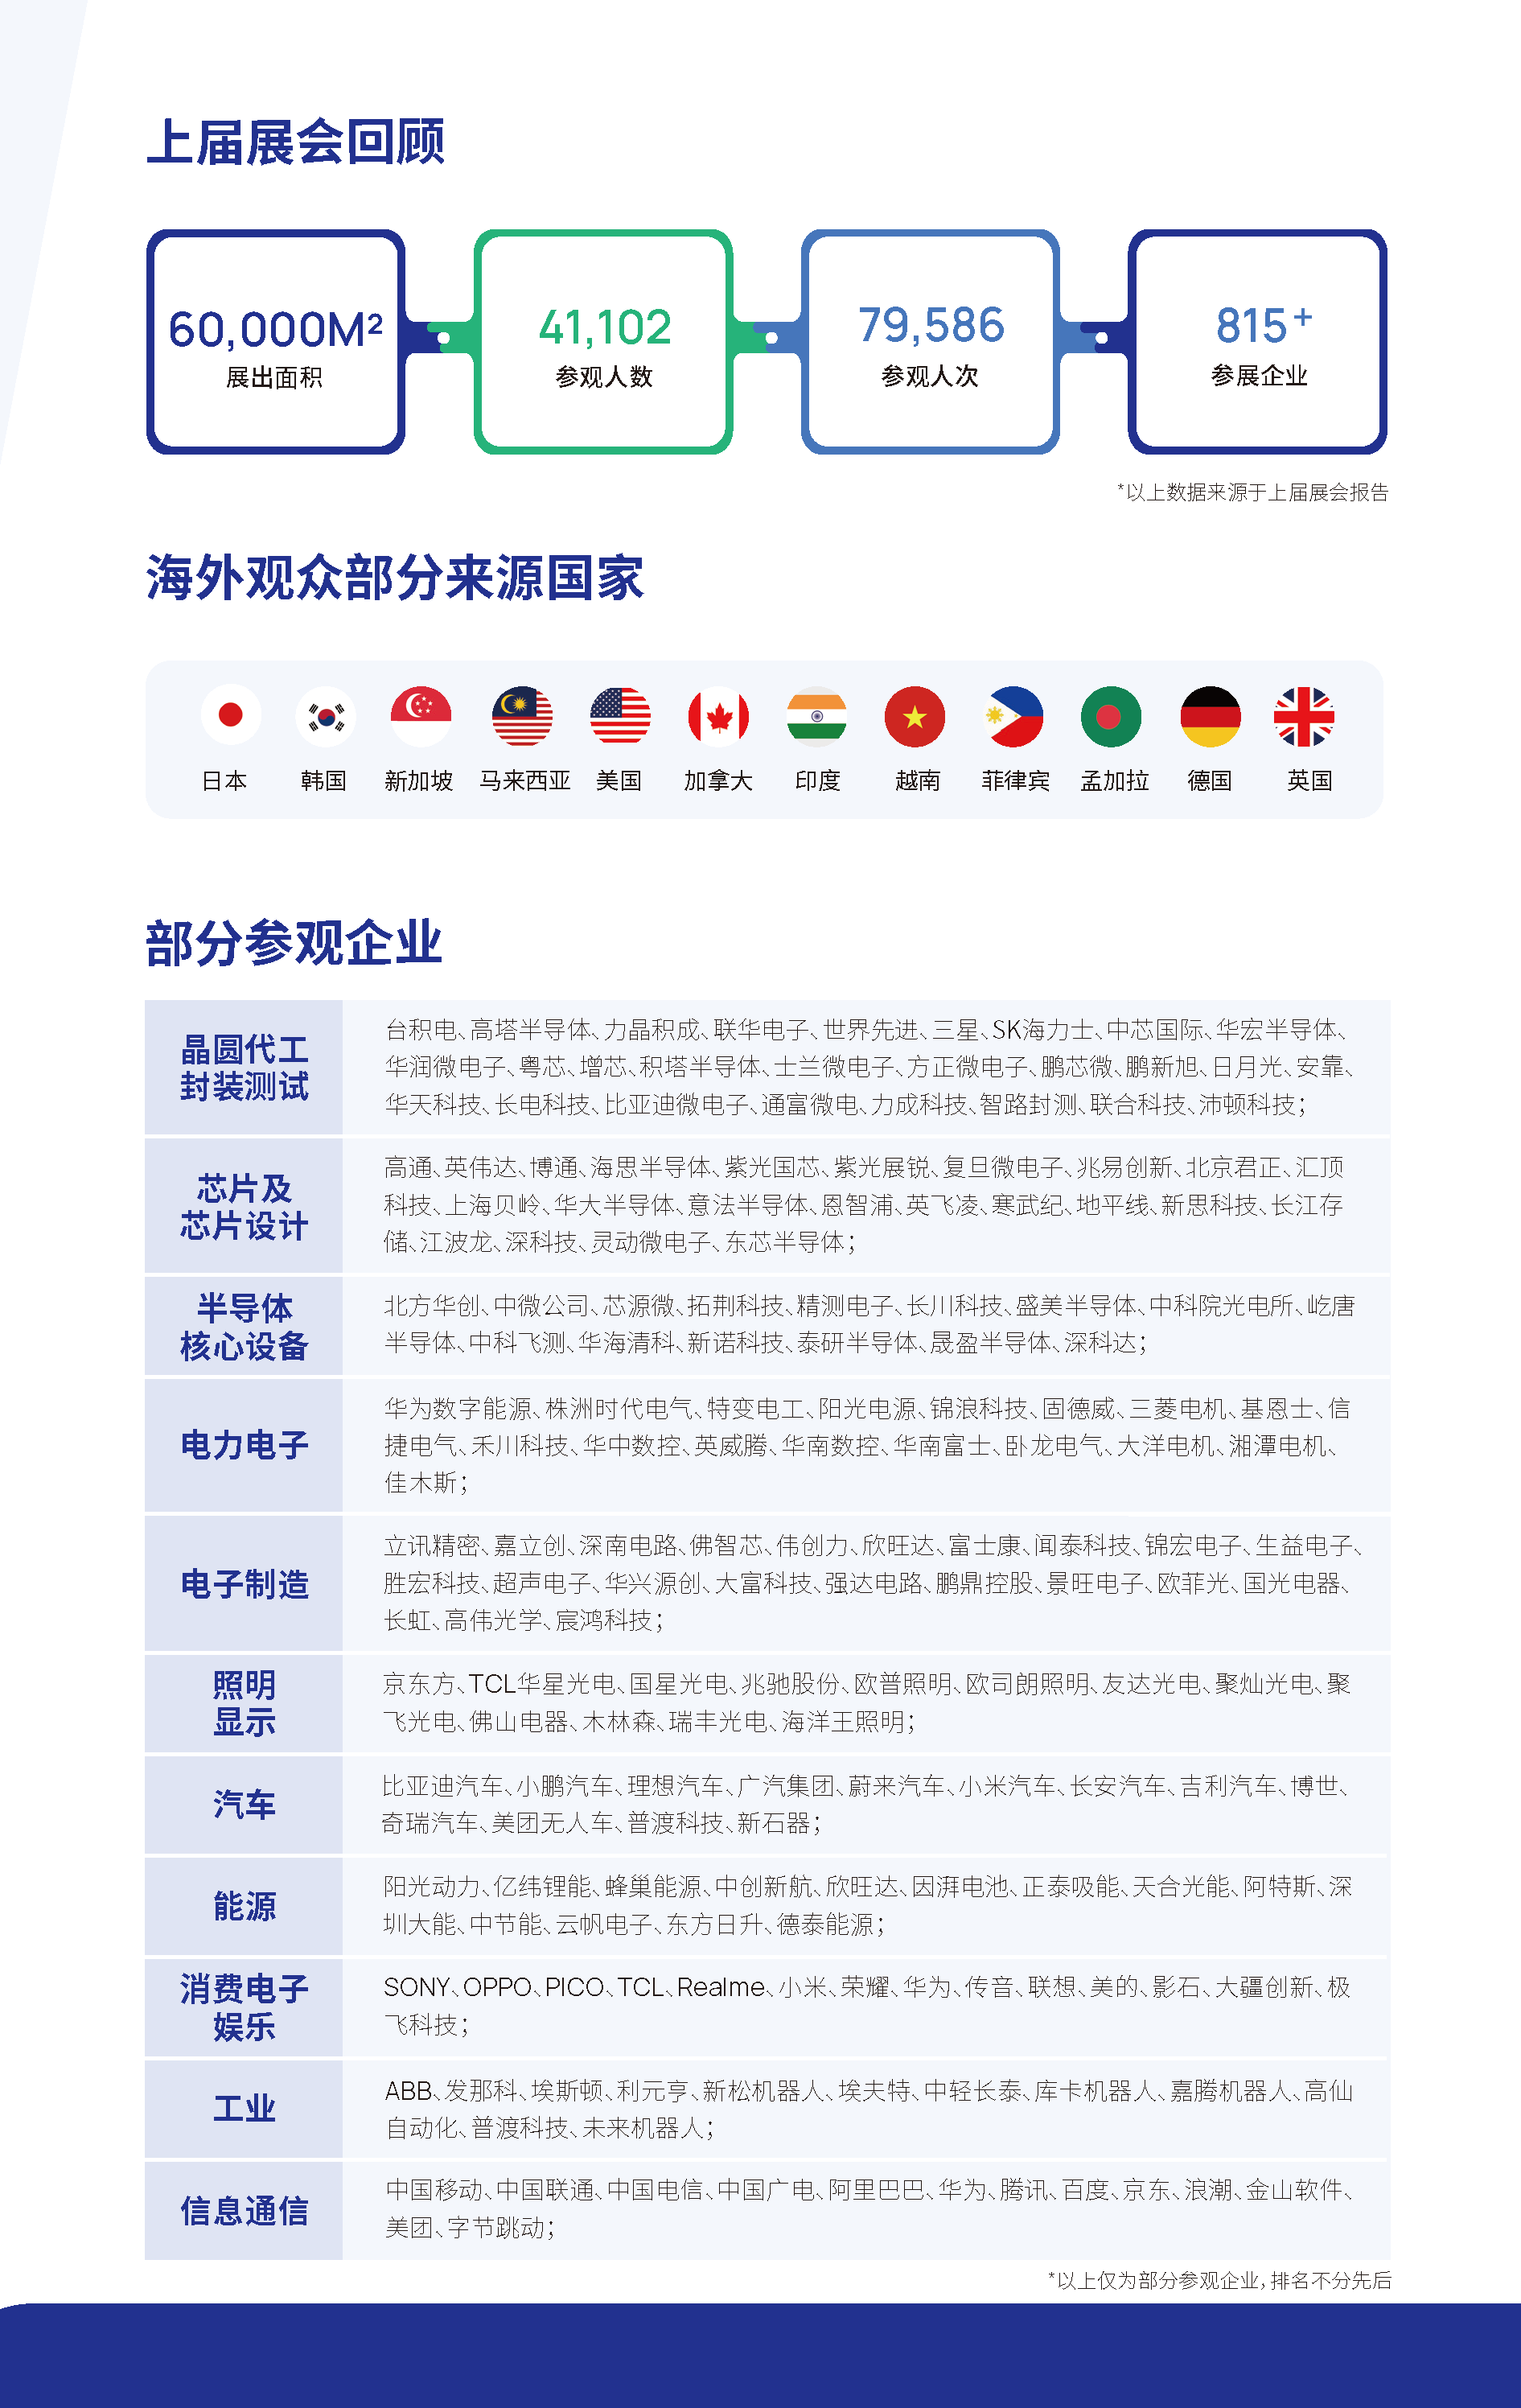 上届展会回顾
60,000M²
展出面积
41,102
参观人数
79,586
参观人次
815+
参展企业
*以上数据来源于上届展会报告
海外观众部分来源国家
日本 韩国 新加坡 马来西亚 美国 加拿大 印度 越南 菲律宾 孟加拉 德国 英国
部分参观企业
晶圆代工
封装测试
台积电、高塔半导体、力晶积成、联华电子、世界先进、三星、SK海力士、中芯国际、华宏半导体、
华润微电子、粤芯、增芯、积塔半导体、士兰微电子、方正微电子、鹏芯微、鹏新旭、日月光、安靠、
华天科技、长电科技、比亚迪微电子、通富微电、力成科技、智路封测、联合科技、沛顿科技；
芯片及
芯片设计
高通、英伟达、博通、海思半导体、紫光国芯、紫光展锐、复旦微电子、兆易创新、北京君正、汇顶
科技、上海贝岭、华大半导体、意法半导体、恩智浦、英飞凌、寒武纪、地平线、新思科技、长江存
储、江波龙、深科技、灵动微电子、东芯半导体；
半导体
核心设备
北方华创、中微公司、芯源微、拓荆科技、精测电子、长川科技、盛美半导体、中科院光电所、屹唐
半导体、中科飞测、华海清科、新诺科技、泰研半导体、晟盈半导体、深科达；
电力电子
华为数字能源、株洲时代电气、特变电工、阳光电源、锦浪科技、固德威、三菱电机、基恩士、信
捷电气、禾川科技、华中数控、英威腾、华南数控、华南富士、卧龙电气、大洋电机、湘潭电机、
佳木斯；
电子制造
立讯精密、嘉立创、深南电路、佛智芯、伟创力、欣旺达、富士康、闻泰科技、锦宏电子、生益电子、
胜宏科技、超声电子、华兴源创、大富科技、强达电路、鹏鼎控股、景旺电子、欧菲光、国光电器、
长虹、高伟光学、宸鸿科技；
照明
显示
京东方、TCL华星光电、国星光电、兆驰股份、欧普照明、欧司朗照明、友达光电、聚灿光电、聚
飞光电、佛山电器、木林森、瑞丰光电、海洋王照明；
汽车
比亚迪汽车、小鹏汽车、理想汽车、广汽集团、蔚来汽车、小米汽车、长安汽车、吉利汽车、博世、
奇瑞汽车、美团无人车、普渡科技、新石器；
能源
阳光动力、亿纬锂能、蜂巢能源、中创新航、欣旺达、因湃电池、正泰吸能、天合光能、阿特斯、深
圳大能、中节能、云帆电子、东方日升、德泰能源；
消费电子
娱乐
SONY、OPPO、PICO、TCL、Realme、小米、荣耀、华为、传音、联想、美的、影石、大疆创新、极
飞科技；
工业
ABB、发那科、埃斯顿、利元亨、新松机器人、埃夫特、中轻长泰、库卡机器人、嘉腾机器人、高仙
自动化、普渡科技、未来机器人；
信息通信
中国移动、中国联通、中国电信、中国广电、阿里巴巴、华为、腾讯、百度、京东、浪潮、金山软件、
美团、字节跳动；
*以上仅为部分参观企业，排名不分先后